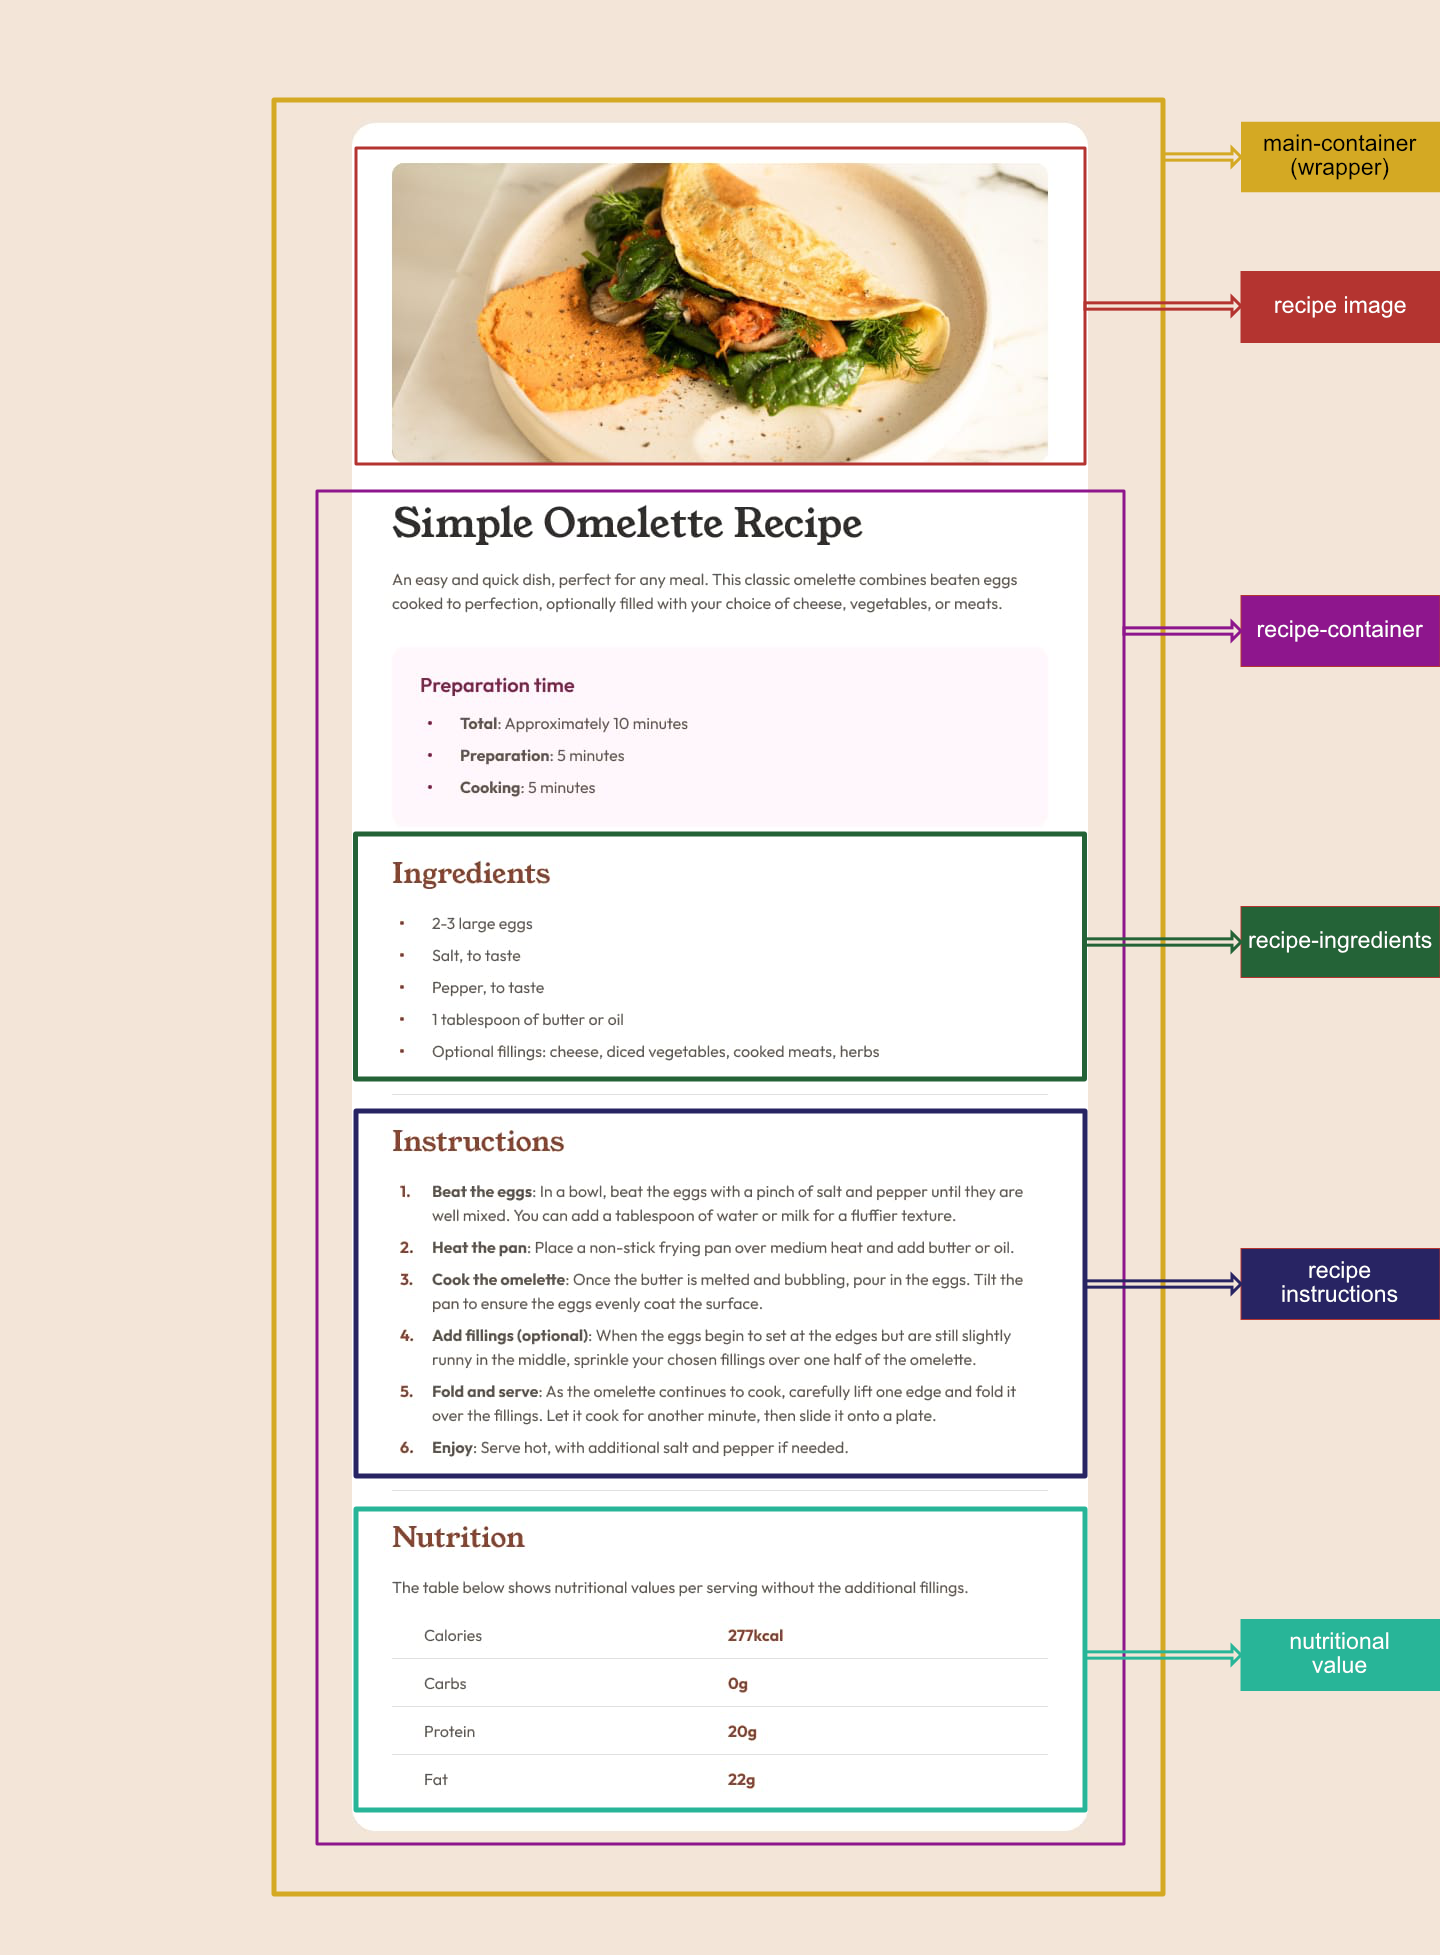 main-container
(wrapper)
recipe image
Simple Omelette Recipe
An easy and quick dish, perfect for any meal. This classic omelette combines beaten eggs
cooked to perfection, optionally filled with your choice of cheese, vegetables, or meats.
recipe-container
Preparation time
• Total: Approximately 10 minutes
• Preparation: 5 minutes
• Cooking: 5 minutes
Ingredients
• 2-3 large eggs
• Salt, to taste
• Pepper, to taste
• 1 tablespoon of butter or oil
• Optional fillings: cheese, diced vegetables, cooked meats, herbs
recipe-ingredients
Instructions
1. Beat the eggs: In a bowl, beat the eggs with a pinch of salt and pepper until they are
well mixed. You can add a tablespoon of water or milk for a fluffier texture.
2. Heat the pan: Place a non-stick frying pan over medium heat and add butter or oil.
3. Cook the omelette: Once the butter is melted and bubbling, pour in the eggs. Tilt the
pan to ensure the eggs evenly coat the surface.
4. Add fillings (optional): When the eggs begin to set at the edges but are still slightly
runny in the middle, sprinkle your chosen fillings over one half of the omelette.
5. Fold and serve: As the omelette continues to cook, carefully lift one edge and fold it
over the fillings. Let it cook for another minute, then slide it onto a plate.
6. Enjoy: Serve hot, with additional salt and pepper if needed.
recipe
instructions
Nutrition
The table below shows nutritional values per serving without the additional fillings.
Calories 277kcal
Carbs 0g
Protein 20g
Fat 22g
nutritional
value